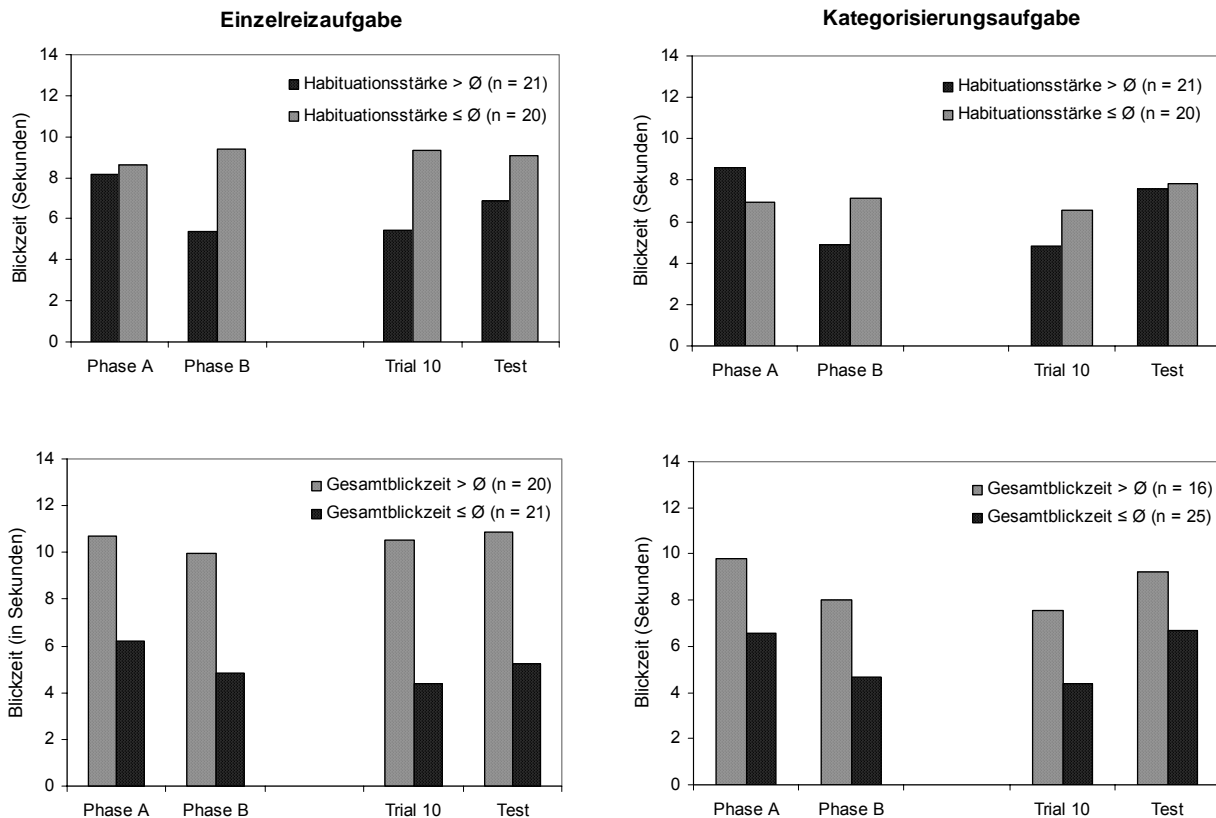 Einzelreizaufgabe
Blickzeit (Sekunden)
14
12
10
8
6
4
2
0
Habituationsstärke > Ø (n = 21)
Habituationsstärke ≤ Ø (n = 20)
Phase A Phase B Trial 10 Test
Kategorisierungsaufgabe
Blickzeit (Sekunden)
14
12
10
8
6
4
2
0
Habituationsstärke > Ø (n = 21)
Habituationsstärke ≤ Ø (n = 20)
Phase A Phase B Trial 10 Test
Blickzeit (in Sekunden)
14
12
10
8
6
4
2
0
Gesamtblickzeit > Ø (n = 20)
Gesamtblickzeit ≤ Ø (n = 21)
Phase A Phase B Trial 10 Test
Blickzeit (Sekunden)
14
12
10
8
6
4
2
0
Gesamtblickzeit > Ø (n = 16)
Gesamtblickzeit ≤ Ø (n = 25)
Phase A Phase B Trial 10 Test